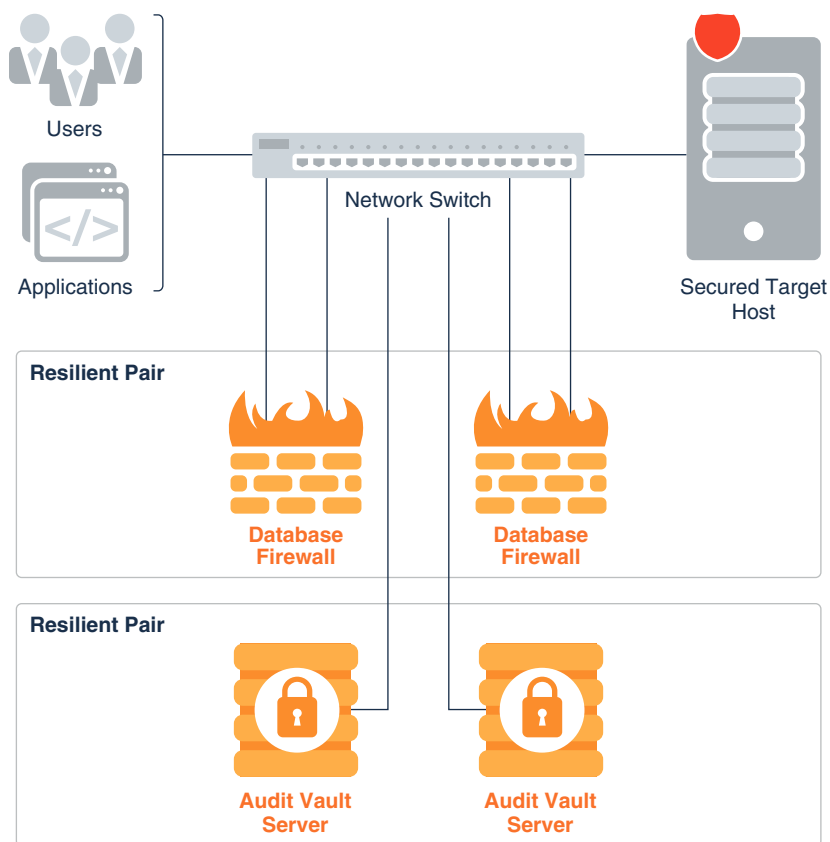 Users
</>
Applications
Network Switch
Secured Target
Host
Resilient Pair
Database
Firewall
Database
Firewall
Resilient Pair
Audit Vault
Server
Audit Vault
Server